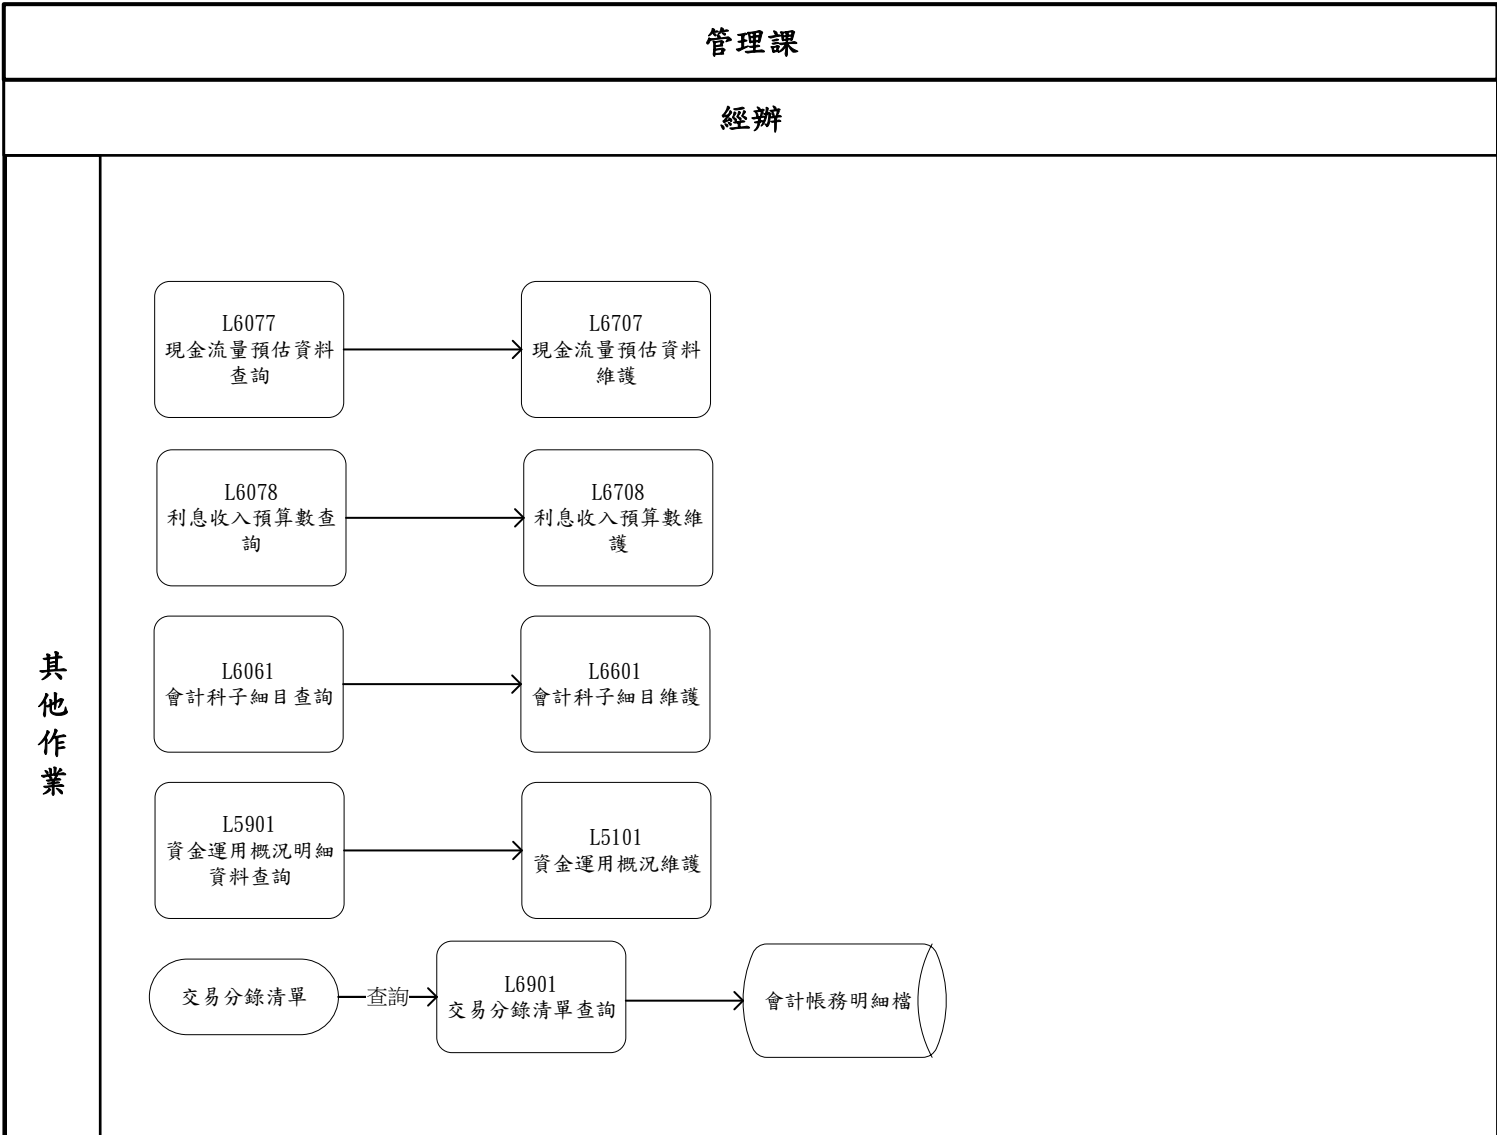 管理課
經辦
其
他
作
業
L6077
現金流量預估資料
查詢
L6707
現金流量預估資料
維護
L6078
利息收入預算數查
詢
L6708
利息收入預算數維
護
L6061
會計科子細目查詢
L6601
會計科子細目維護
L5901
資金運用概況明細
資料查詢
L5101
資金運用概況維護
交易分錄清單
查詢
L6901
交易分錄清單查詢
會計帳務明細檔